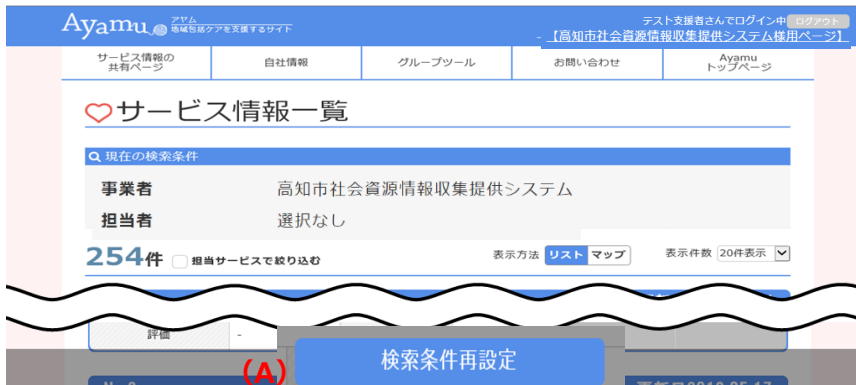 Ayamu アヤム
地域包括ケアを支援するサイト
テスト支援者さんでログイン中 ログアウト
- 【高知市社会資源情報収集提供システム様用ページ】
サービス情報の
共有ページ
自社情報
グループツール
お問い合わせ
Ayamu
トップページ
サービス情報一覧
現在の検索条件
事業者 高知市社会資源情報収集提供システム
担当者 選択なし
254件 担当サービスで絞り込む 表示方法 リスト マップ 表示件数 20件表示
評価 -
(A) 検索条件再設定